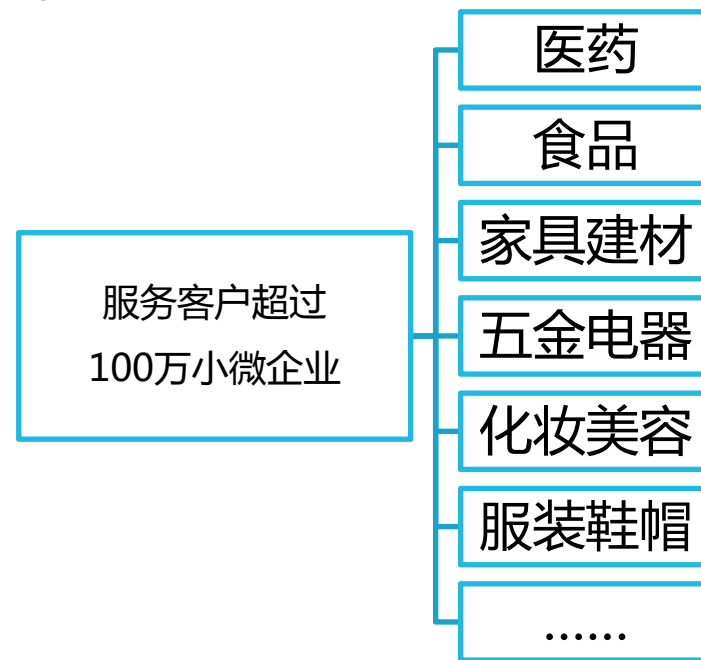 服务客户超过
100万小微企业
医药
食品
家具建材
五金电器
化妆美容
服装鞋帽
……